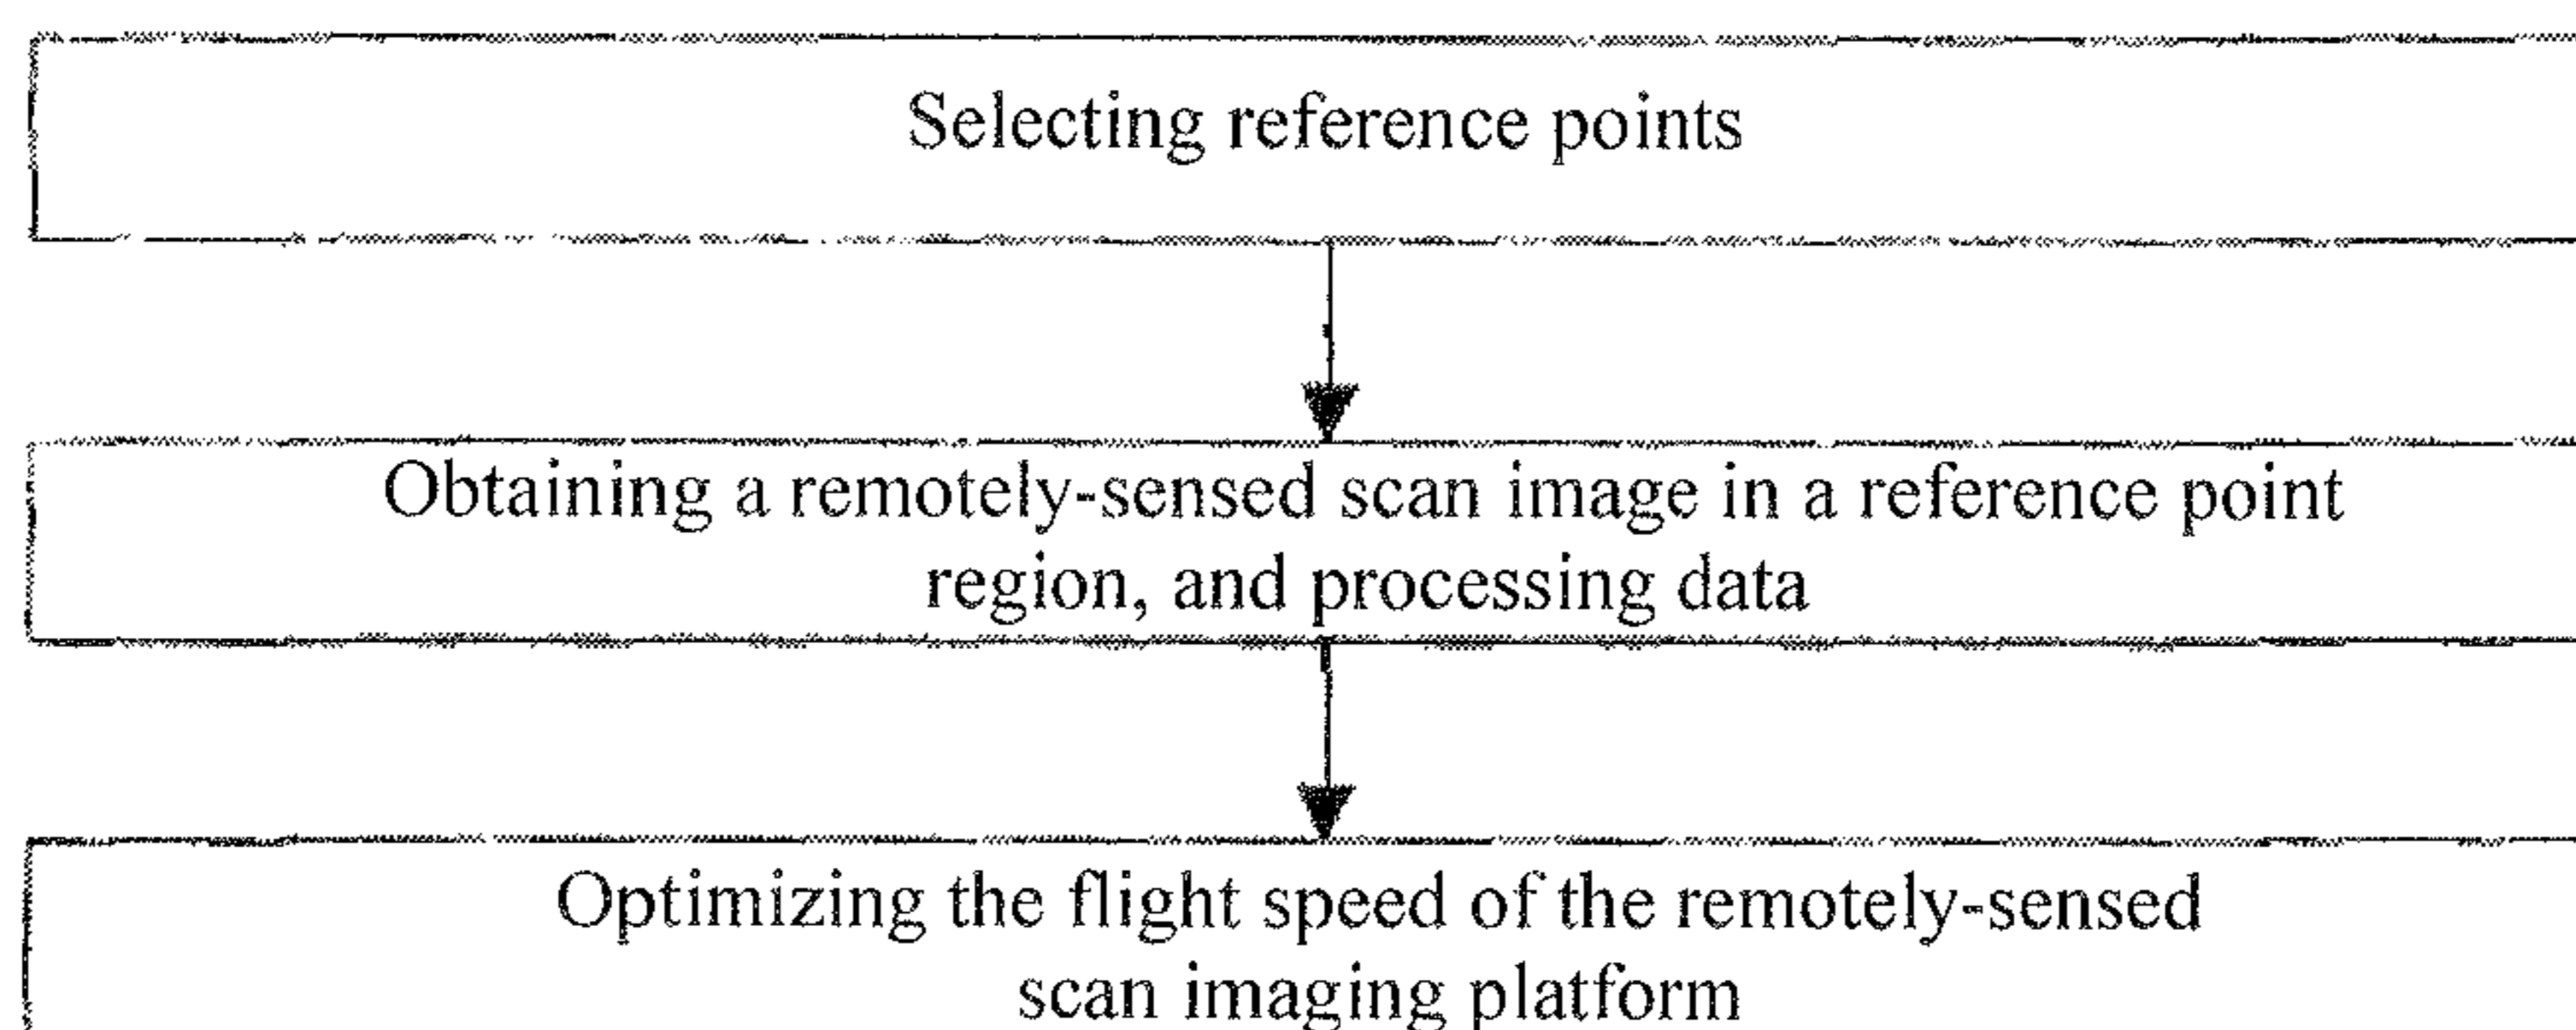 Selecting reference points
Obtaining a remotely-sensed scan image in a reference point
region, and processing data
Optimizing the flight speed of the remotely-sensed
scan imaging platform